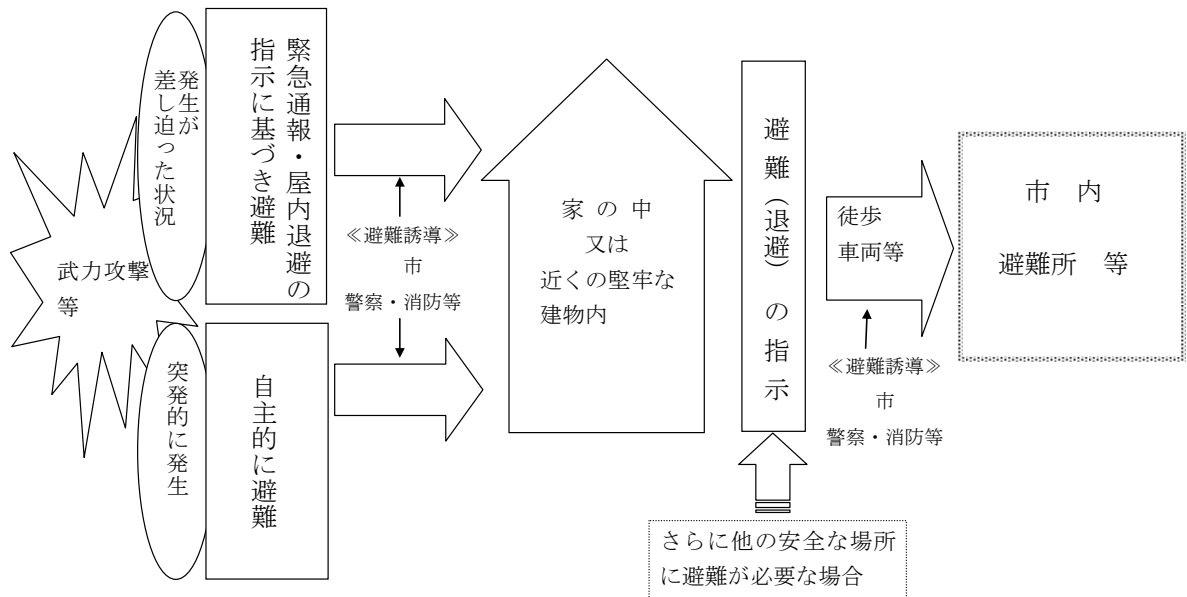 武力攻撃
等
発生が
差し迫った状況
緊急通報・屋内退避の
指示に基づき避難
突発的に発生
自主的に避難
≪避難誘導≫
市
警察・消防等
家の中
又は
近くの堅牢な
建物内
避難(退避)の指示
さらに他の安全な場所
に避難が必要な場合
徒歩
車両等
≪避難誘導≫
市
警察・消防等
市内
避難所 等